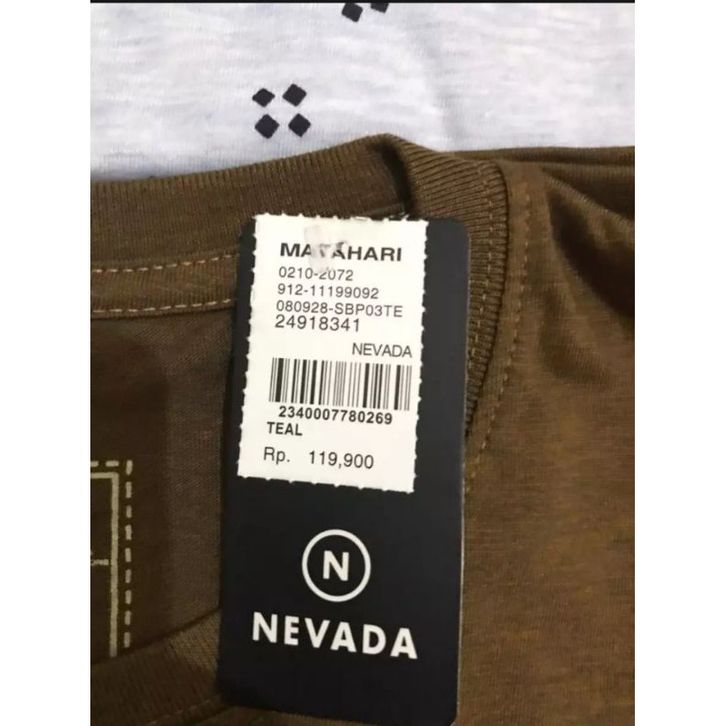 MATAHARI
0210-2072
912-11199092
080928-SBP03TE
24918341
NEVADA
2340007780269
TEAL
Rp. 119,900
N
NEVADA